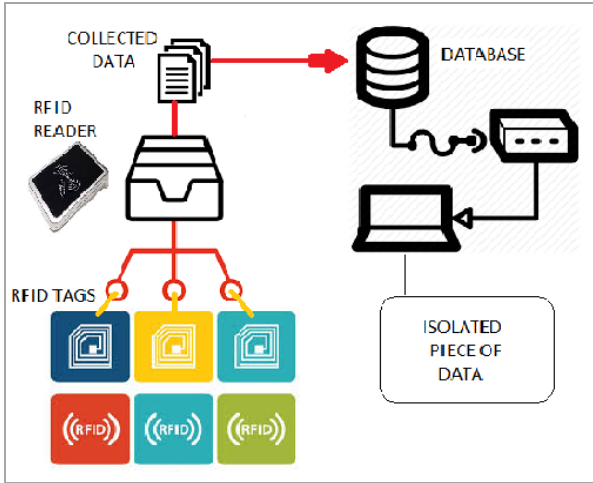 COLLECTED
DATA
DATABASE
RFID
READER
RFID TAGS
ISOLATED
PIECE OF
DATA
((RFID)) ((RFID)) ((RFID))